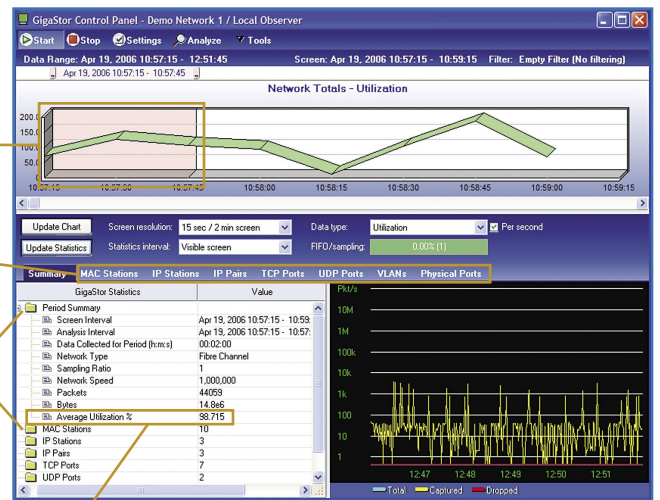 GigaStor Control Panel - Demo Network 1 / Local Observer
Start Stop Settings Analyze Tools
Data Range: Apr 19, 2006 10:57:15 - 12:51:45 Screen: Apr 19, 2006 10:57:15 - 10:59:15 Filter: Empty Filter (No filtering)
Apr 19, 2006 10:57:15 - 10:57:45
Network Totals - Utilization
200.0
150.0
100.0
50.0
10:57:15 10:57:30 10:57:45 10:58:00 10:58:15 10:58:30 10:58:45 10:59:00 10:59:15
Update Chart Screen resolution: 15 sec / 2 min screen Data type: Utilization Per second
Update Statistics Statistics interval: Visible screen FIFO/sampling: 0.00% (1)
Summary MAC Stations IP Stations IP Pairs TCP Ports UDP Ports VLANs Physical Ports
GigaStor Statistics Value
Period Summary
Screen Interval Apr 19, 2006 10:57:15 - 10:59:
Analysis Interval Apr 19, 2006 10:57:15 - 10:57:
Data Collected for Period (h:m:s) 00:02:00
Network Type Fibre Channel
Sampling Ratio 1
Network Speed 1,000,000
Packets 44059
Bytes 14.8e6
Average Utilization % 98.715
MAC Stations 10
IP Stations 3
IP Pairs 3
TCP Ports 7
UDP Ports 2
Pkt/s
10M
1M
100k
10k
1k
100
10
1
12:47 12:48 12:49 12:50 12:51
Total Captured Dropped